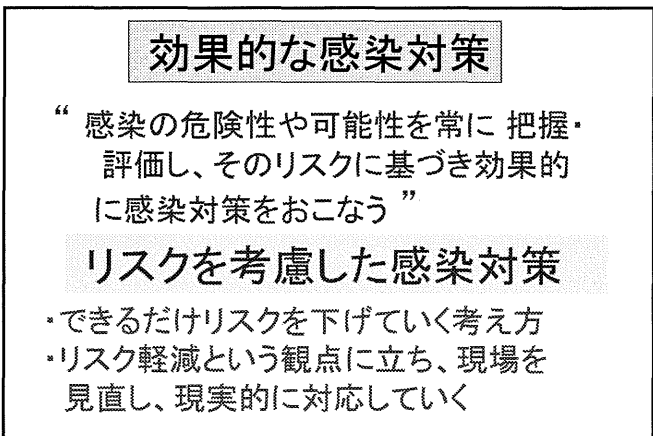 効果的な感染対策
“ 感染の危険性や可能性を常に 把握・
評価し、そのリスクに基づき効果的
に感染対策をおこなう ”
リスクを考慮した感染対策
・できるだけリスクを下げていく考え方
・リスク軽減という観点に立ち、現場を
見直し、現実的に対応していく